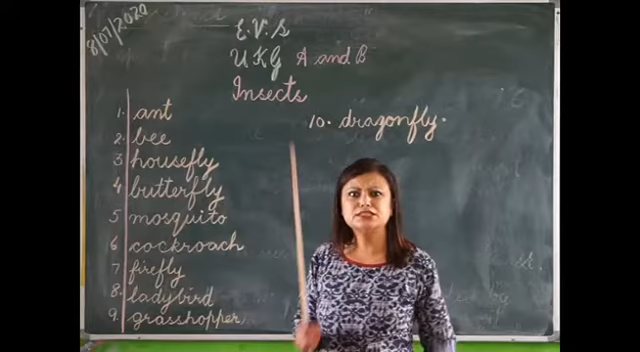 8/07/2020
E.V.S
UKG A and B
Insects
1. ant
2. bee
3 housefly
4 butterfly
5 mosquito
6 cockroach
7 firefly
8. ladybird
9. grasshopper
10. dragonfly.